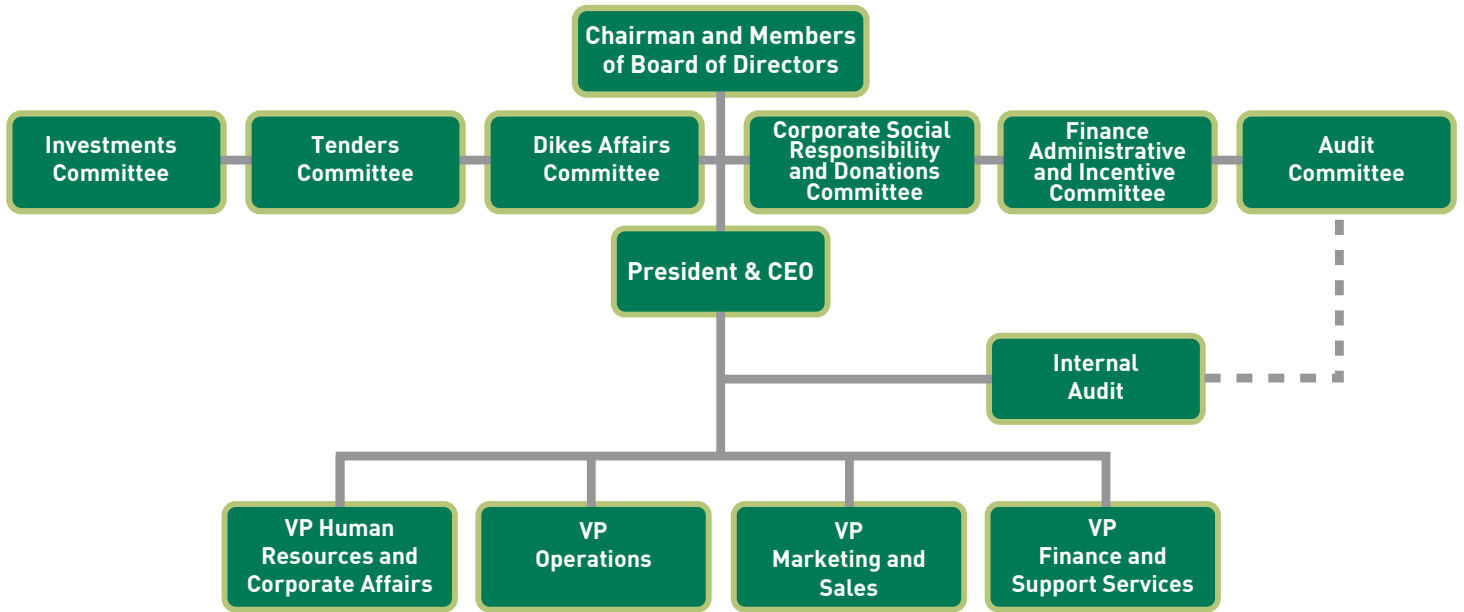 Chairman and Members
of Board of Directors
Investments
Committee
Tenders
Committee
Dikes Affairs
Committee
Corporate Social
Responsibility
and Donations
Committee
Finance
Administrative
and Incentive
Committee
Audit
Committee
President & CEO
Internal
Audit
VP Human
Resources and
Corporate Affairs
VP
Operations
VP
Marketing and
Sales
VP
Finance and
Support Services